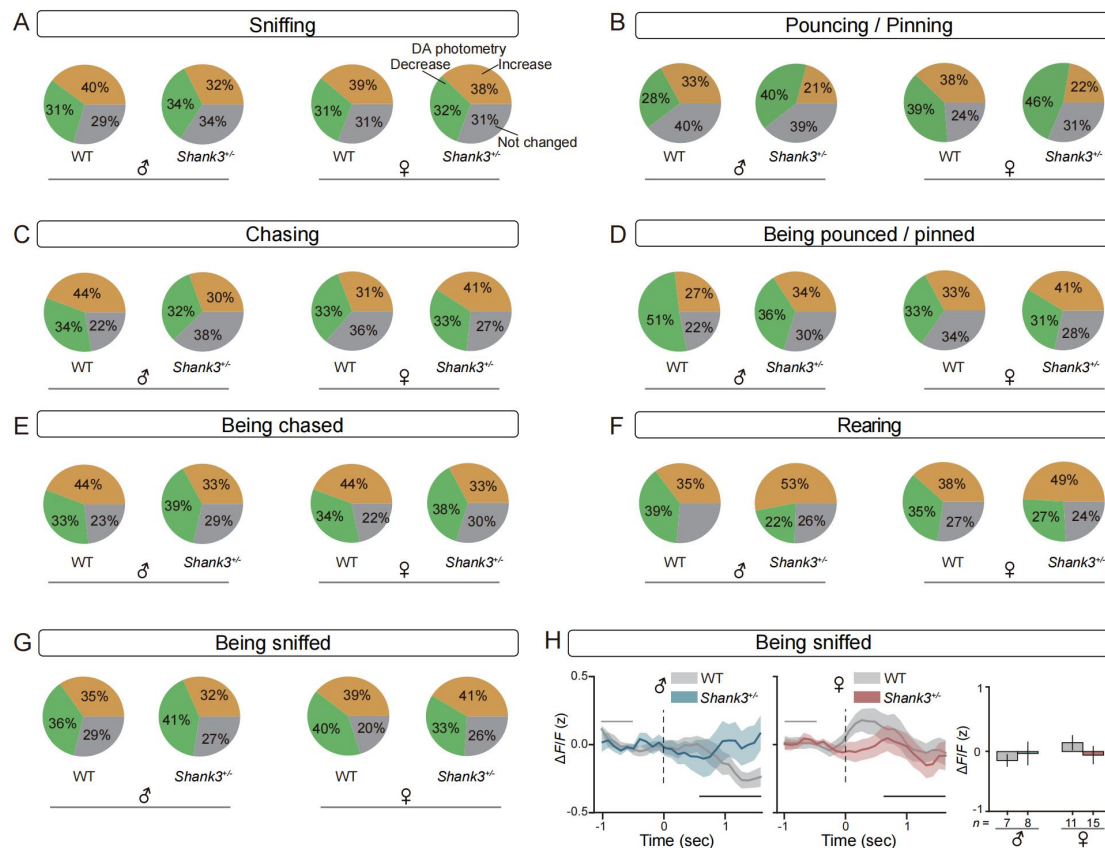 A
Sniffing
DA photometry
Decrease
Increase
40%
31%
29%
32%
34%
34%
39%
31%
31%
38%
32%
31%
Not changed
WT
Shank3+/-
WT
Shank3+/-
♂
♀
B
Pouncing / Pinning
33%
28%
40%
21%
40%
39%
38%
39%
24%
22%
46%
31%
WT
Shank3+/-
WT
Shank3+/-
♂
♀
C
Chasing
44%
34%
22%
30%
32%
38%
31%
33%
36%
41%
33%
27%
WT
Shank3+/-
WT
Shank3+/-
♂
♀
D
Being pounced / pinned
27%
51%
22%
34%
36%
30%
33%
33%
34%
41%
31%
28%
WT
Shank3+/-
WT
Shank3+/-
♂
♀
E
Being chased
44%
33%
23%
33%
39%
29%
44%
34%
22%
33%
38%
30%
WT
Shank3+/-
WT
Shank3+/-
♂
♀
F
Rearing
35%
39%
53%
22%
26%
38%
35%
27%
49%
27%
24%
WT
Shank3+/-
WT
Shank3+/-
♂
♀
G
Being sniffed
35%
36%
29%
32%
41%
27%
39%
40%
20%
41%
33%
26%
WT
Shank3+/-
WT
Shank3+/-
♂
♀
H
Being sniffed
ΔF/F (z)
0.5
0.0
-0.5
♂
WT
Shank3+/-
-1
0
1
Time (sec)
♀
WT
Shank3+/-
-1
0
1
Time (sec)
ΔF/F (z)
1
0
-1
n =
7
8
11
15
♂
♀